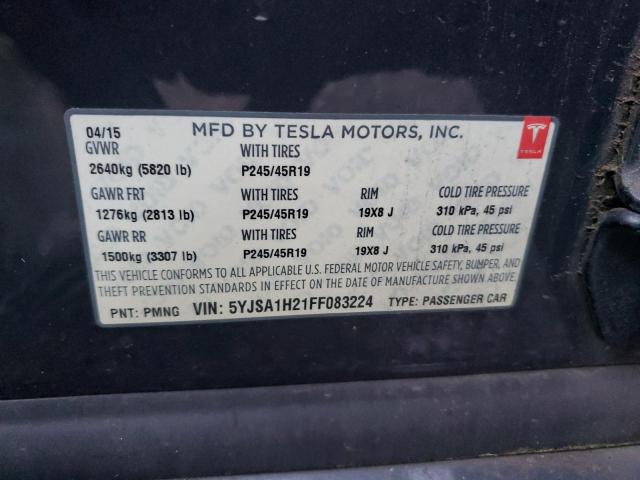 04/15 MFD BY TESLA MOTORS, INC.
GVWR WITH TIRES
2640kg (5820 lb) P245/45R19
TESLA
GAWR FRT WITH TIRES RIM COLD TIRE PRESSURE
1276kg (2813 lb) P245/45R19 19X8 J 310 kPa, 45 psi
GAWR RR WITH TIRES RIM COLD TIRE PRESSURE
1500kg (3307 lb) P245/45R19 19X8 J 310 kPa, 45 psi
THIS VEHICLE CONFORMS TO ALL APPLICABLE U.S. FEDERAL MOTOR VEHICLE SAFETY, BUMPER, AND
THEFT PREVENTION STANDARDS IN EFFECT ON THE DATE OF MANUFACTURE SHOWN ABOVE.
PNT: PMNG VIN: 5YJSA1H21FF083224 TYPE: PASSENGER CAR